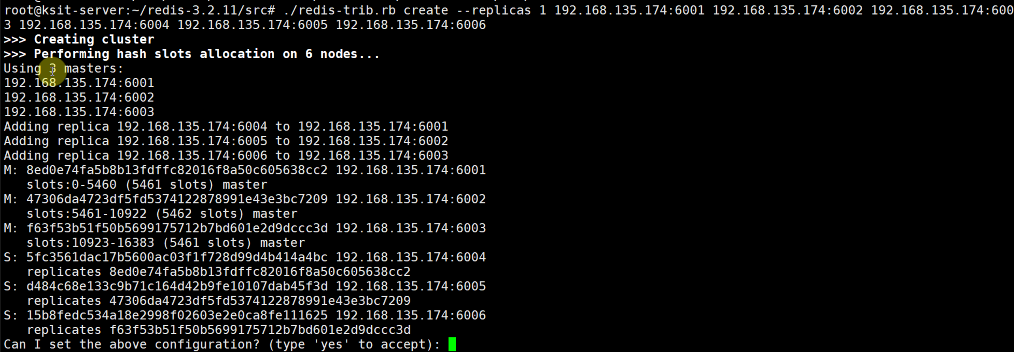 root@ksit-server:~/redis-3.2.11/src# ./redis-trib.rb create --replicas 1 192.168.135.174:6001 192.168.135.174:6002 192.168.135.174:600
3 192.168.135.174:6004 192.168.135.174:6005 192.168.135.174:6006
>>> Creating cluster
>>> Performing hash slots allocation on 6 nodes...
Using 3 masters:
192.168.135.174:6001
192.168.135.174:6002
192.168.135.174:6003
Adding replica 192.168.135.174:6004 to 192.168.135.174:6001
Adding replica 192.168.135.174:6005 to 192.168.135.174:6002
Adding replica 192.168.135.174:6006 to 192.168.135.174:6003
M: 8ed0e74fa5b8b13fdffc82016f8a50c605638cc2 192.168.135.174:6001
   slots:0-5460 (5461 slots) master
M: 47306da4723df5fd5374122878991e43e3bc7209 192.168.135.174:6002
   slots:5461-10922 (5462 slots) master
M: f63f53b51f50b5699175712b7bd601e2d9dccc3d 192.168.135.174:6003
   slots:10923-16383 (5461 slots) master
S: 5fc3561dac17b5600ac03f1f728d99d4b414a4bc 192.168.135.174:6004
   replicates 8ed0e74fa5b8b13fdffc82016f8a50c605638cc2
S: d484c68e133c9b71c164d42b9fe10107dab45f3d 192.168.135.174:6005
   replicates 47306da4723df5fd5374122878991e43e3bc7209
S: 15b8fedc534a18e2998f02603e2e0ca8fe111625 192.168.135.174:6006
   replicates f63f53b51f50b5699175712b7bd601e2d9dccc3d
Can I set the above configuration? (type 'yes' to accept):